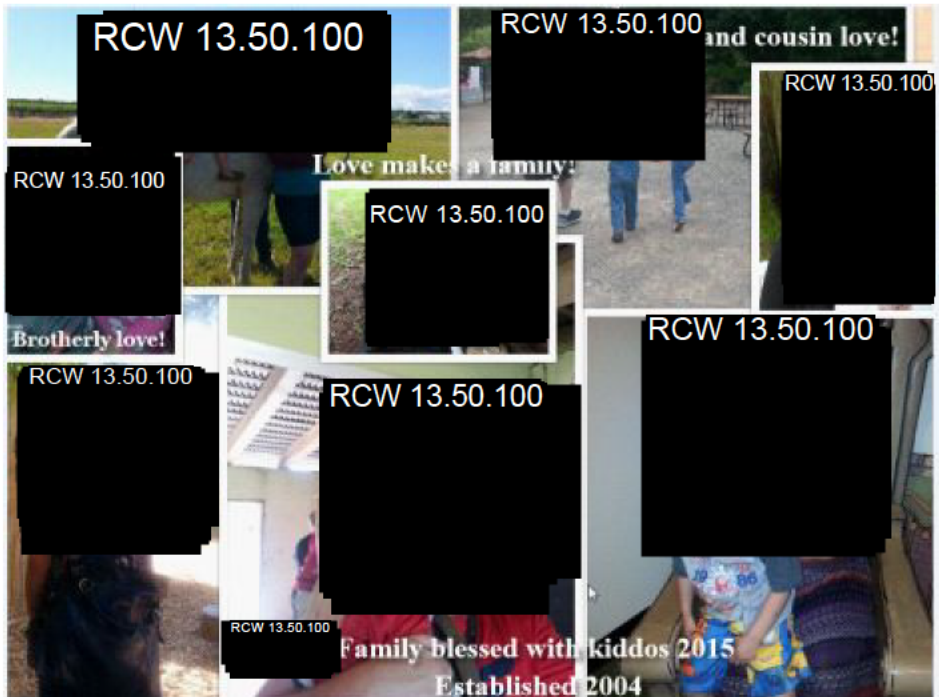 RCW 13.50.100
RCW 13.50.100
and cousin love!
RCW 13.50.100
Love makes a family!
RCW 13.50.100
RCW 13.50.100
Brotherly love!
RCW 13.50.100
RCW 13.50.100
RCW 13.50.100
1986
RCW 13.50.100
Family blessed with kiddos 2015
Established 2004